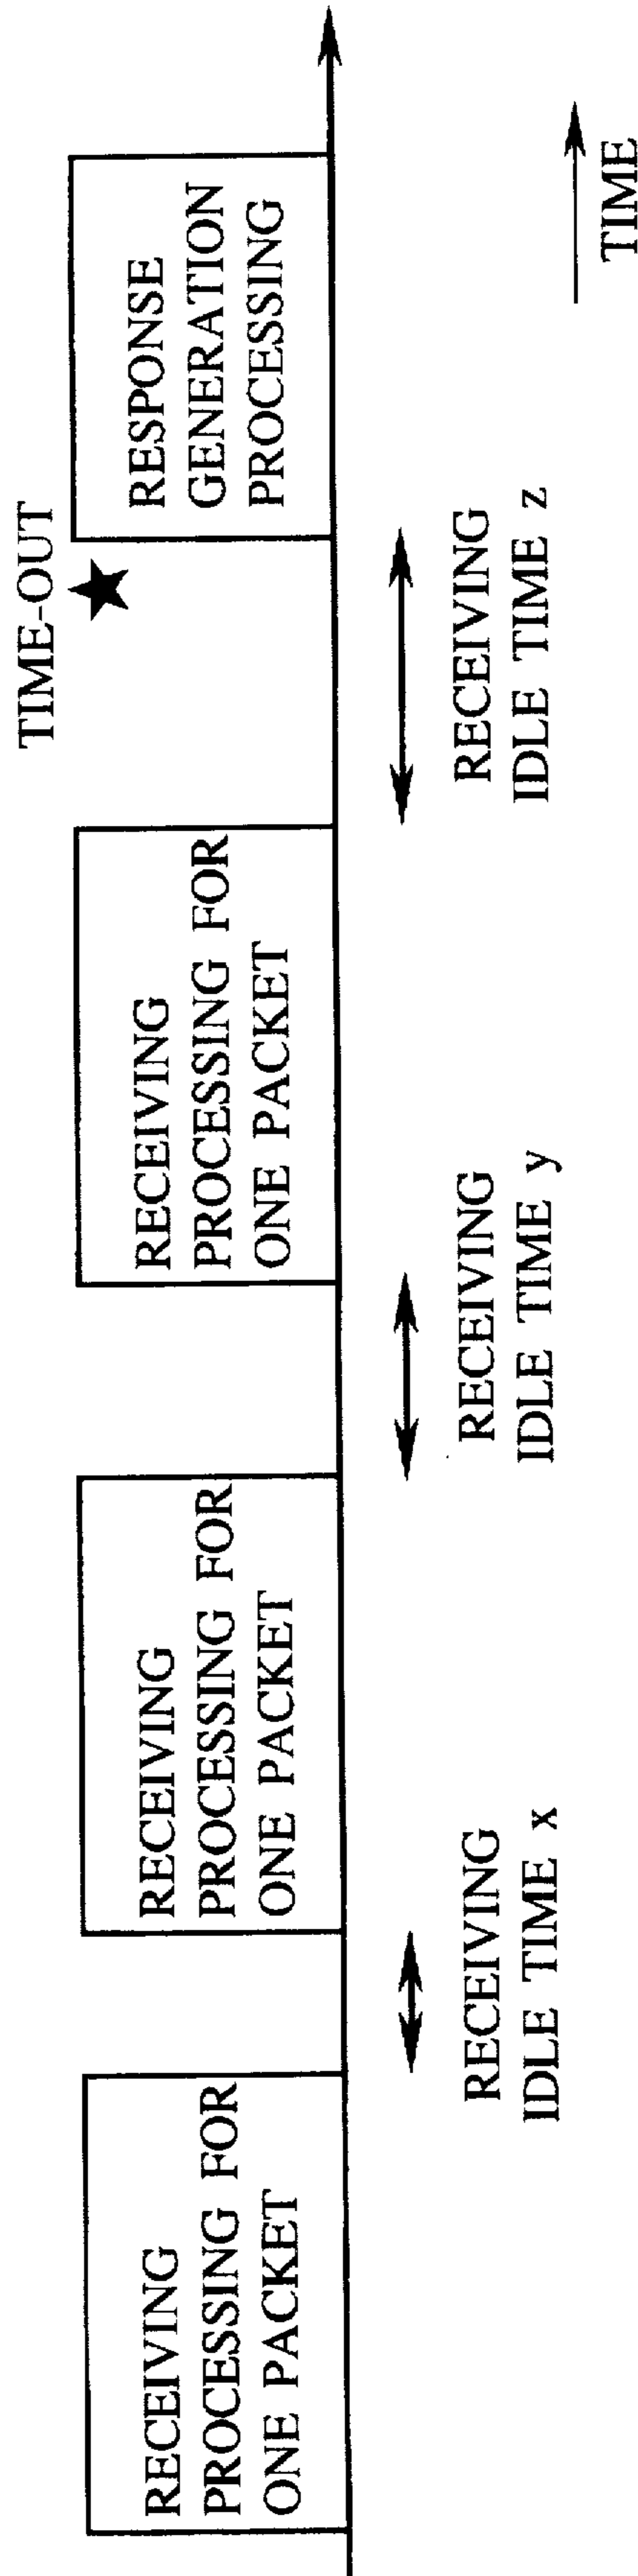 TIME-OUT
RECEIVING
PROCESSING FOR
ONE PACKET
RECEIVING
PROCESSING FOR
ONE PACKET
RECEIVING
PROCESSING FOR
ONE PACKET
RESPONSE
GENERATION
PROCESSING
RECEIVING
IDLE TIME x
RECEIVING
IDLE TIME y
RECEIVING
IDLE TIME z
TIME